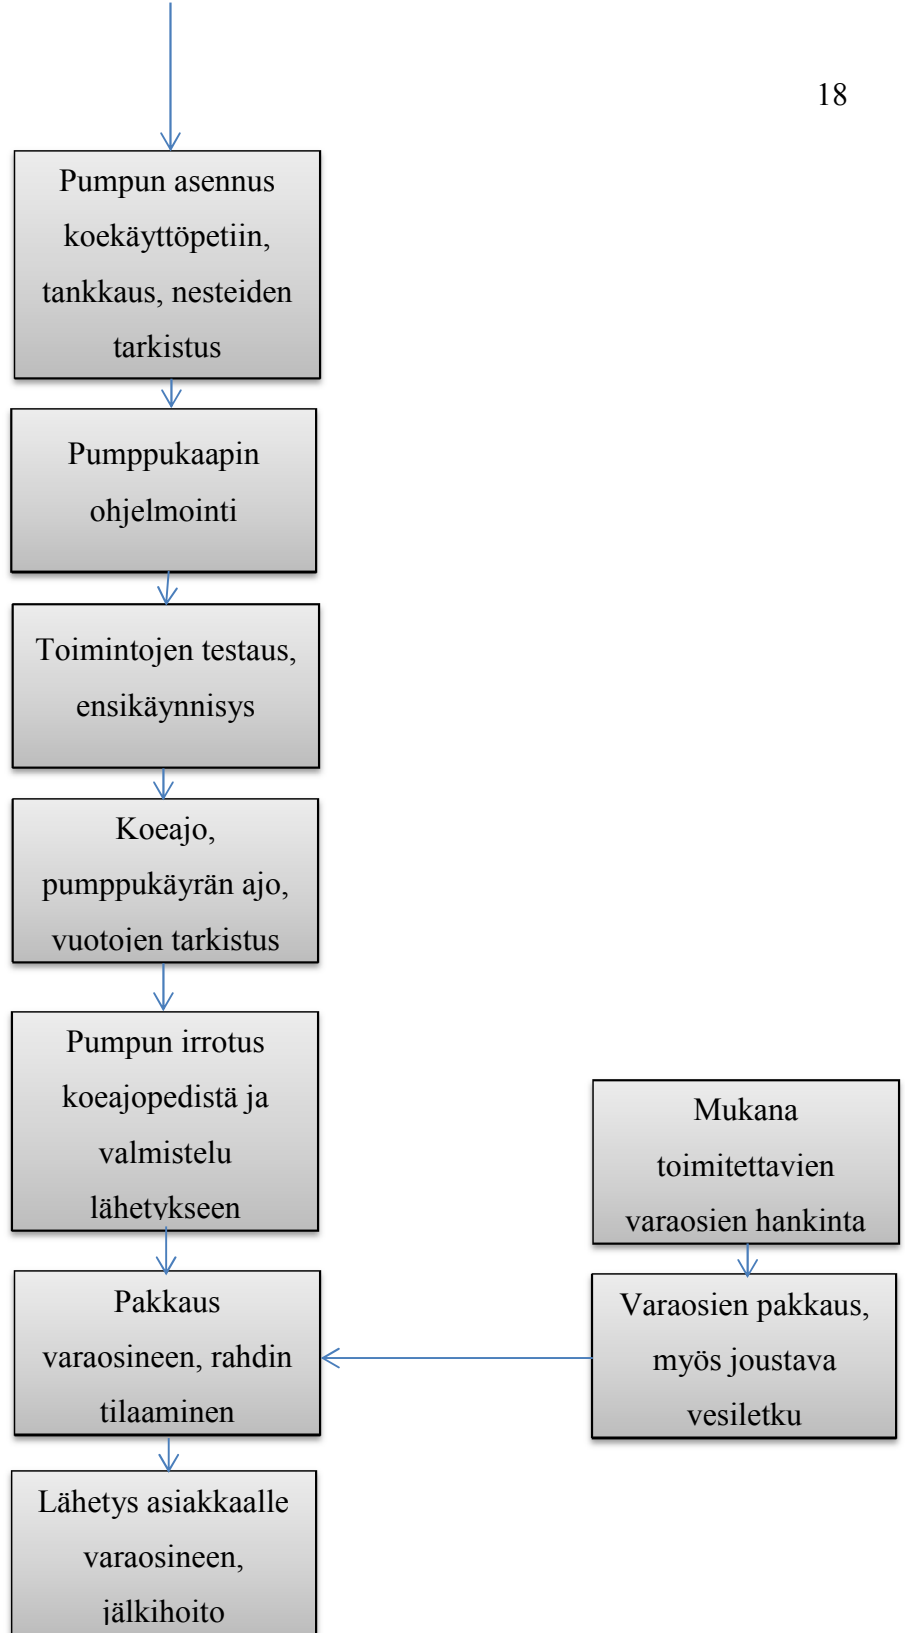 18
Pumpun asennus
koekäyttöpetiin,
tankkaus, nesteiden
tarkistus
Pumppukaapin
ohjelmointi
Toimintojen testaus,
ensikäynnisys
Koeajo,
pumppukäyrän ajo,
vuotojen tarkistus
Pumpun irrotus
koeajopedistä ja
valmistelu
lähetykseen
Mukana
toimitettavien
varaosien hankinta
Pakkaus
varaosineen, rahdin
tilaaminen
Varaosien pakkaus,
myös joustava
vesiletku
Lähetys asiakkaalle
varaosineen,
jälkihoito